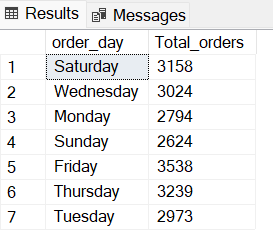 Results Messages
order_day Total_orders
1 Saturday 3158
2 Wednesday 3024
3 Monday 2794
4 Sunday 2624
5 Friday 3538
6 Thursday 3239
7 Tuesday 2973